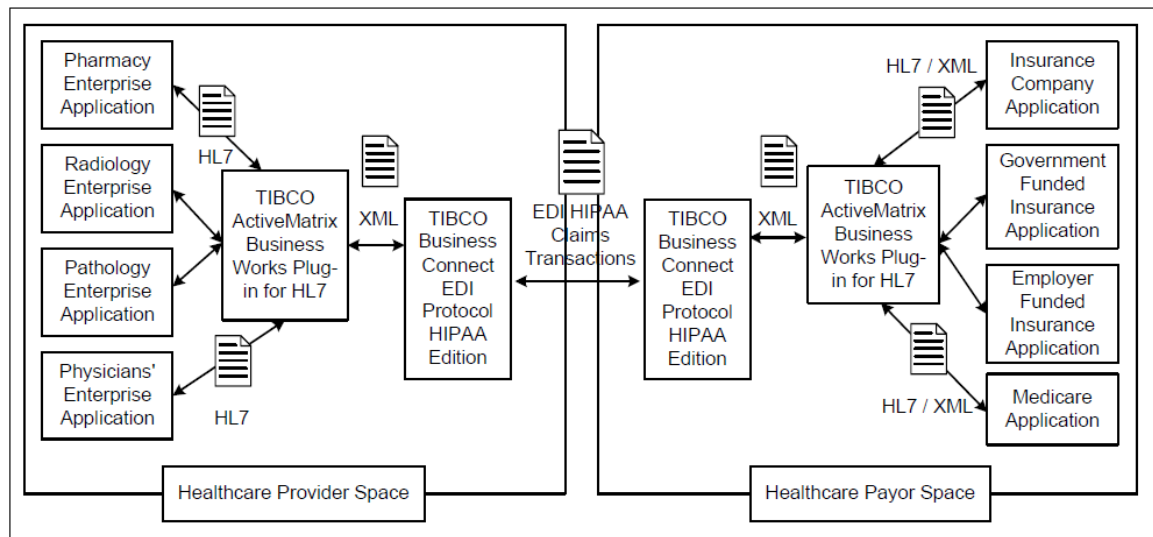 Pharmacy
Enterprise
Application
HL7
Radiology
Enterprise
Application
Pathology
Enterprise
Application
Physicians'
Enterprise
Application
HL7
TIBCO
ActiveMatrix
Business
Works Plug-
in for HL7
XML
TIBCO
Business
Connect
EDI
Protocol
HIPAA
Edition
Healthcare Provider Space
EDI HIPAA
Claims
Transactions
TIBCO
Business
Connect
EDI
Protocol
HIPAA
Edition
XML
TIBCO
ActiveMatrix
Business
Works Plug-
in for HL7
HL7 / XML
Insurance
Company
Application
Government
Funded
Insurance
Application
Employer
Funded
Insurance
Application
HL7 / XML
Medicare
Application
Healthcare Payor Space